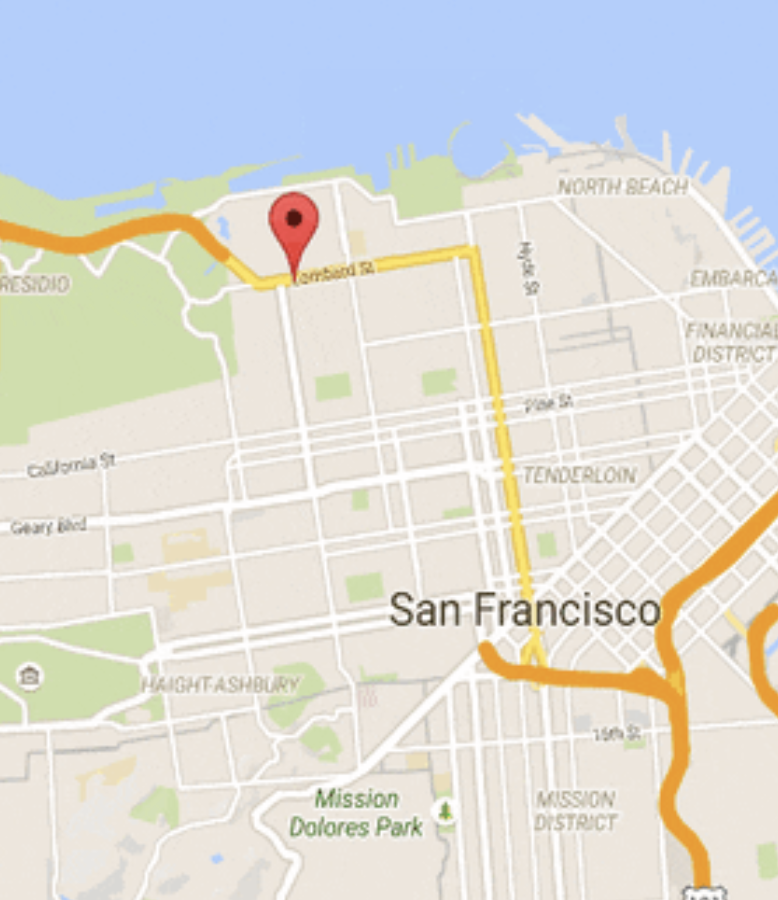 NORTH BEACH
Lombard St
Hyde St
RESIDIO
EMBARCA
FINANCIAL
DISTRICT
Pine St
California St
TENDERLOIN
Geary Blvd
San Francisco
HAIGHT-ASHBURY
15th St
Mission
Dolores Park
MISSION
DISTRICT